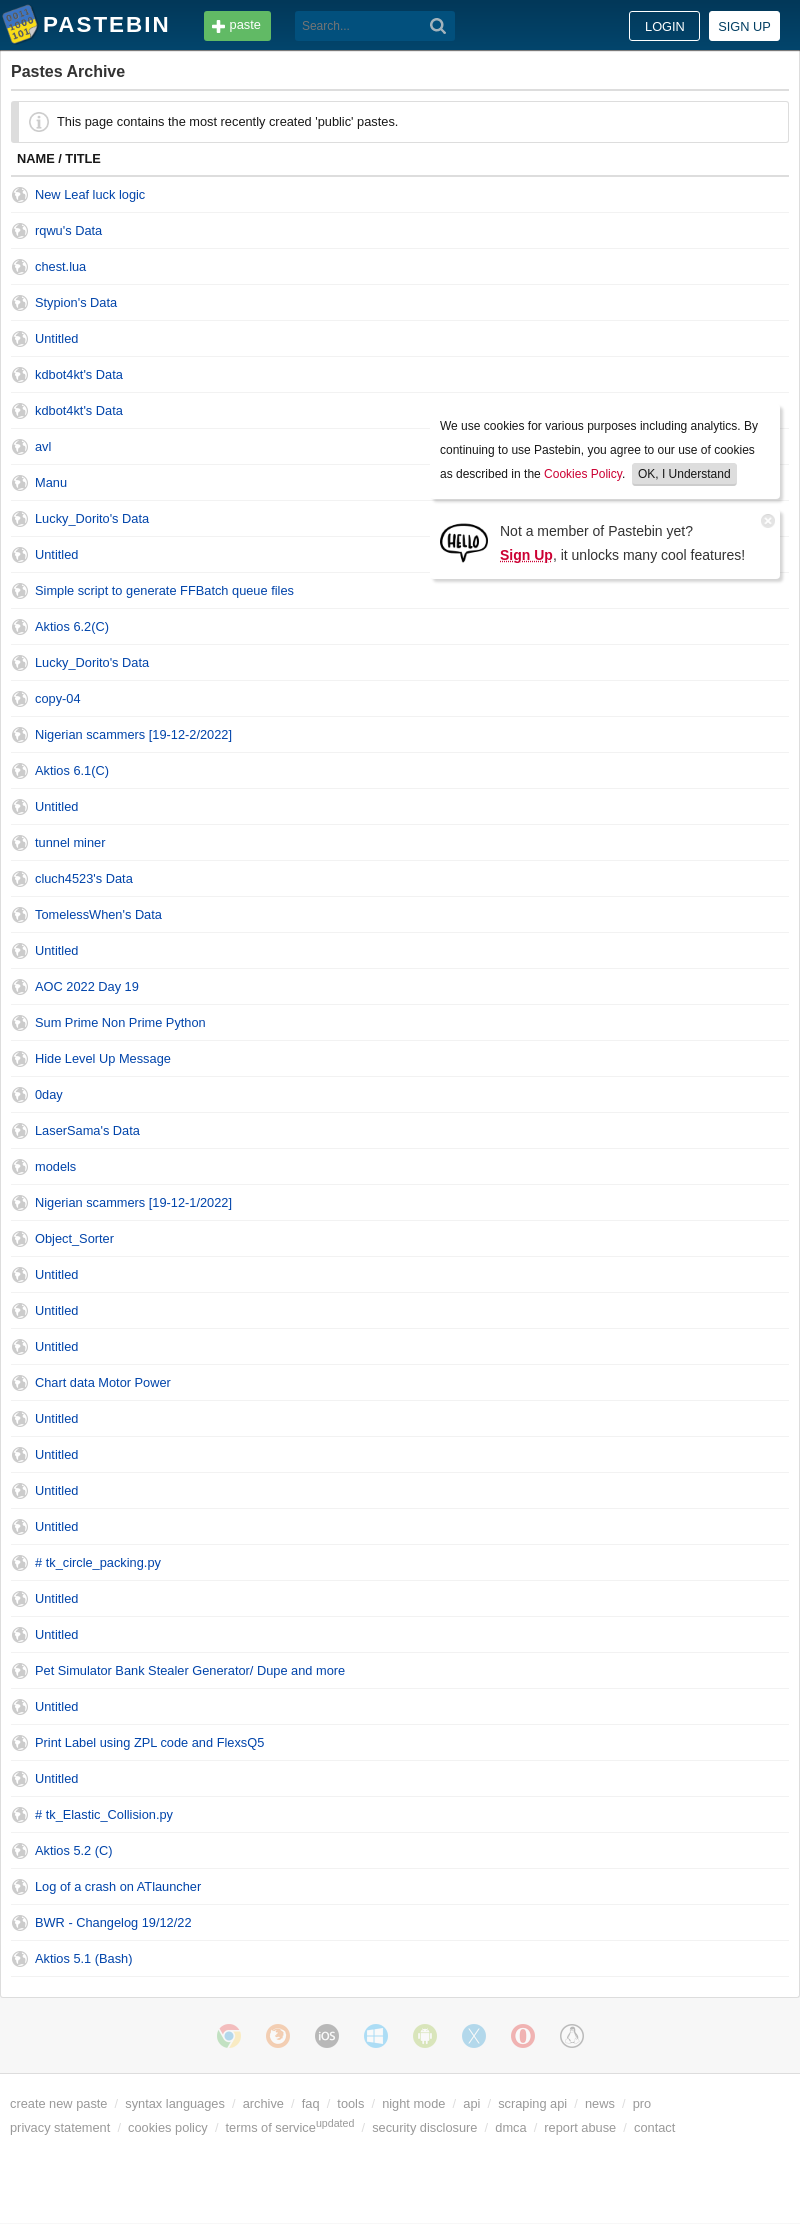 PASTEBIN paste Search... LOGIN SIGN UP
Pastes Archive
This page contains the most recently created 'public' pastes.
NAME / TITLE
New Leaf luck logic
rqwu's Data
chest.lua
Stypion's Data
Untitled
kdbot4kt's Data
kdbot4kt's Data
avl
Manu
Lucky_Dorito's Data
Untitled
We use cookies for various purposes including analytics. By
continuing to use Pastebin, you agree to our use of cookies
as described in the Cookies Policy. OK, I Understand
HELLO
Not a member of Pastebin yet?
Sign Up, it unlocks many cool features!
Simple script to generate FFBatch queue files
Aktios 6.2(C)
Lucky_Dorito's Data
copy-04
Nigerian scammers [19-12-2/2022]
Aktios 6.1(C)
Untitled
tunnel miner
cluch4523's Data
TomelessWhen's Data
Untitled
AOC 2022 Day 19
Sum Prime Non Prime Python
Hide Level Up Message
0day
LaserSama's Data
models
Nigerian scammers [19-12-1/2022]
Object_Sorter
Untitled
Untitled
Untitled
Chart data Motor Power
Untitled
Untitled
Untitled
Untitled
# tk_circle_packing.py
Untitled
Untitled
Pet Simulator Bank Stealer Generator/ Dupe and more
Untitled
Print Label using ZPL code and FlexsQ5
Untitled
# tk_Elastic_Collision.py
Aktios 5.2 (C)
Log of a crash on ATlauncher
BWR - Changelog 19/12/22
Aktios 5.1 (Bash)
iOS
create new paste / syntax languages / archive / faq / tools / night mode / api / scraping api / news / pro
privacy statement / cookies policy / terms of serviceupdated / security disclosure / dmca / report abuse / contact